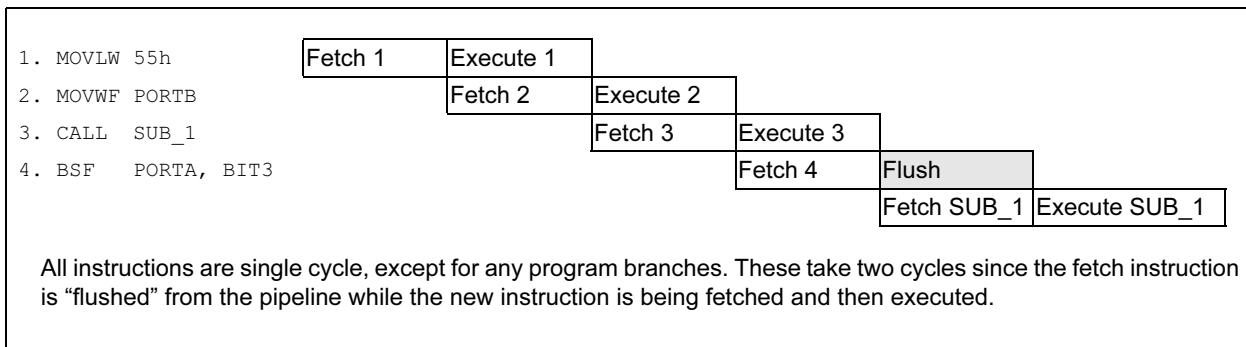 1. MOVLW 55h Fetch 1 Execute 1
2. MOVWF PORTB Fetch 2 Execute 2
3. CALL SUB_1 Fetch 3 Execute 3
4. BSF PORTA, BIT3 Fetch 4 Flush
Fetch SUB_1 Execute SUB_1
All instructions are single cycle, except for any program branches. These take two cycles since the fetch instruction
is “flushed” from the pipeline while the new instruction is being fetched and then executed.